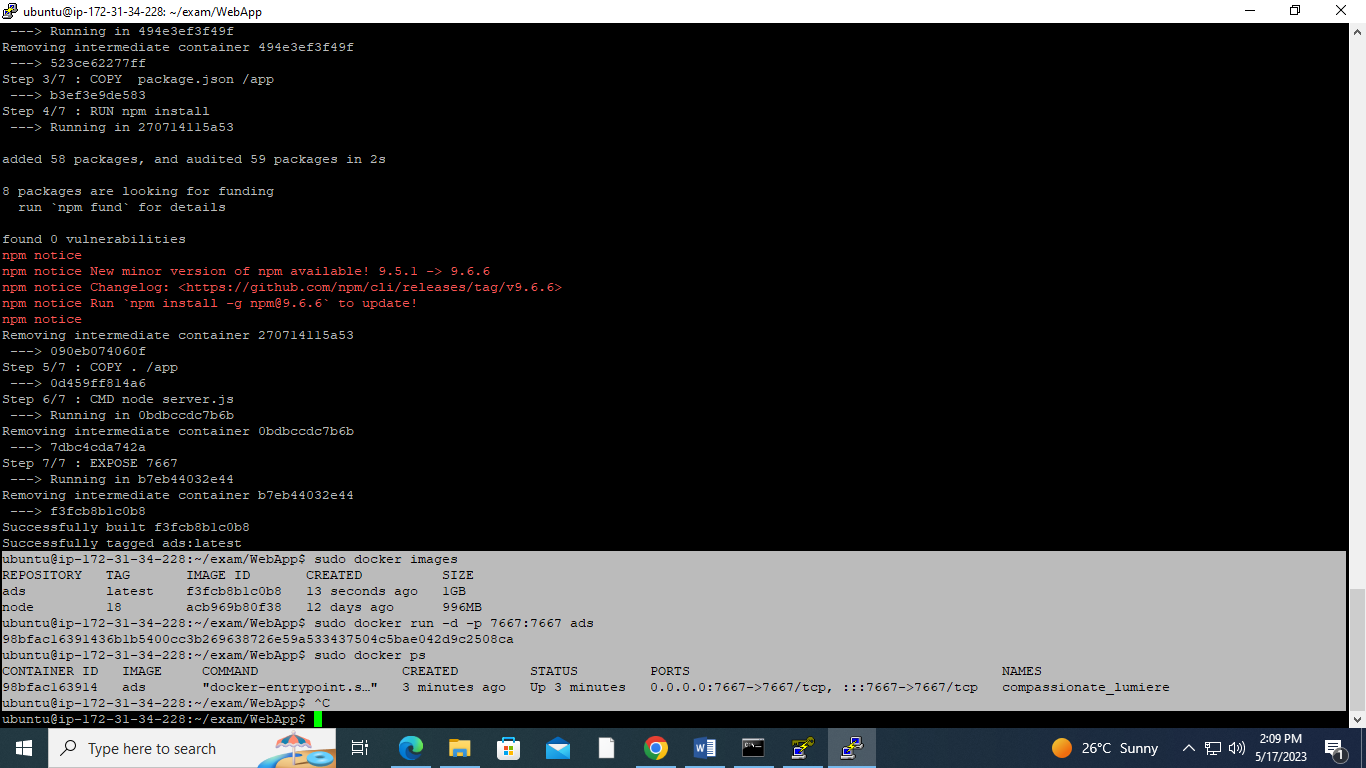 ubuntu@ip-172-31-34-228: ~/exam/WebApp
---> Running in 494e3ef3f49f
Removing intermediate container 494e3ef3f49f
---> 523ce62277ff
Step 3/7 : COPY  package.json /app
---> b3ef3e9de583
Step 4/7 : RUN npm install
---> Running in 270714115a53
added 58 packages, and audited 59 packages in 2s
8 packages are looking for funding
run `npm fund` for details
found 0 vulnerabilities
npm notice
npm notice New minor version of npm available! 9.5.1 -> 9.6.6
npm notice Changelog: <https://github.com/npm/cli/releases/tag/v9.6.6>
npm notice Run `npm install -g npm@9.6.6` to update!
npm notice
Removing intermediate container 270714115a53
---> 090eb074060f
Step 5/7 : COPY . /app
---> 0d459ff814a6
Step 6/7 : CMD node server.js
---> Running in 0bdbccdc7b6b
Removing intermediate container 0bdbccdc7b6b
---> 7dbc4cda742a
Step 7/7 : EXPOSE 7667
---> Running in b7eb44032e44
Removing intermediate container b7eb44032e44
---> f3fcb8b1c0b8
Successfully built f3fcb8b1c0b8
Successfully tagged ads:latest
ubuntu@ip-172-31-34-228:~/exam/WebApp$ sudo docker images
REPOSITORY   TAG       IMAGE ID       CREATED          SIZE
ads          latest    f3fcb8b1c0b8   13 seconds ago   1GB
node         18        acb969b80f38   12 days ago      996MB
ubuntu@ip-172-31-34-228:~/exam/WebApp$ sudo docker run -d -p 7667:7667 ads
98bfac16391436b1b5400cc3b269638726e59a533437504c5bae042d9c2508ca
ubuntu@ip-172-31-34-228:~/exam/WebApp$ sudo docker ps
CONTAINER ID   IMAGE     COMMAND                  CREATED         STATUS         PORTS                                       NAMES
98bfac163914   ads       "docker-entrypoint.s…"   3 minutes ago   Up 3 minutes   0.0.0.0:7667->7667/tcp, :::7667->7667/tcp   compassionate_lumiere
ubuntu@ip-172-31-34-228:~/exam/WebApp$ ^C
ubuntu@ip-172-31-34-228:~/exam/WebApp$
Type here to search
26°C Sunny
2:09 PM
5/17/2023
1